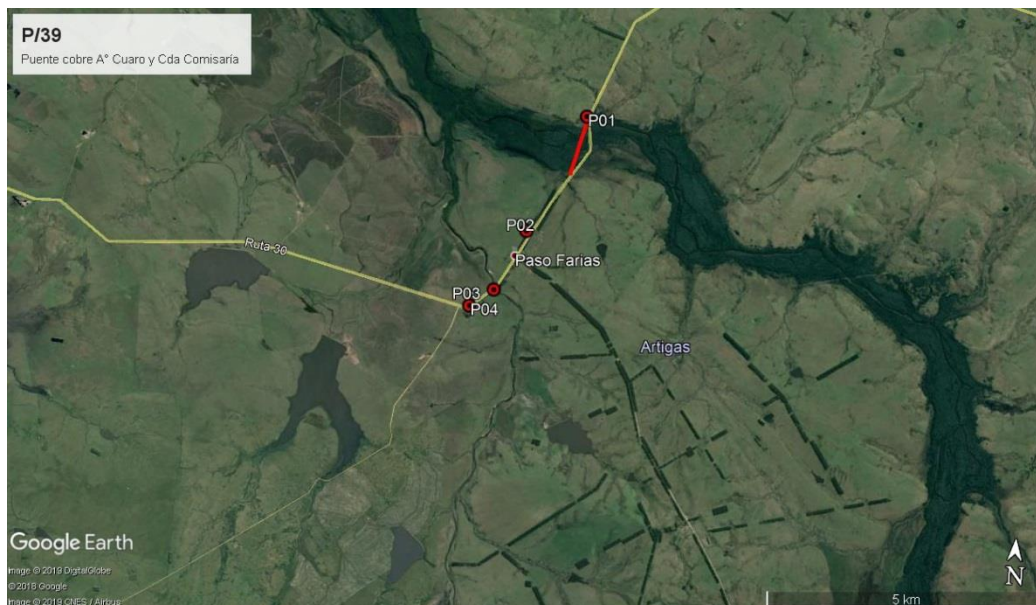 P/39
Puente cobre A° Cuaro y Cda Comisaría
P01
P02
Paso Farias
Ruta 30
P03
P04
Artigas
Google Earth
Image © 2019 DigitalGlobe
© 2018 Google
Image © 2019 CNES / Airbus
N
5 km